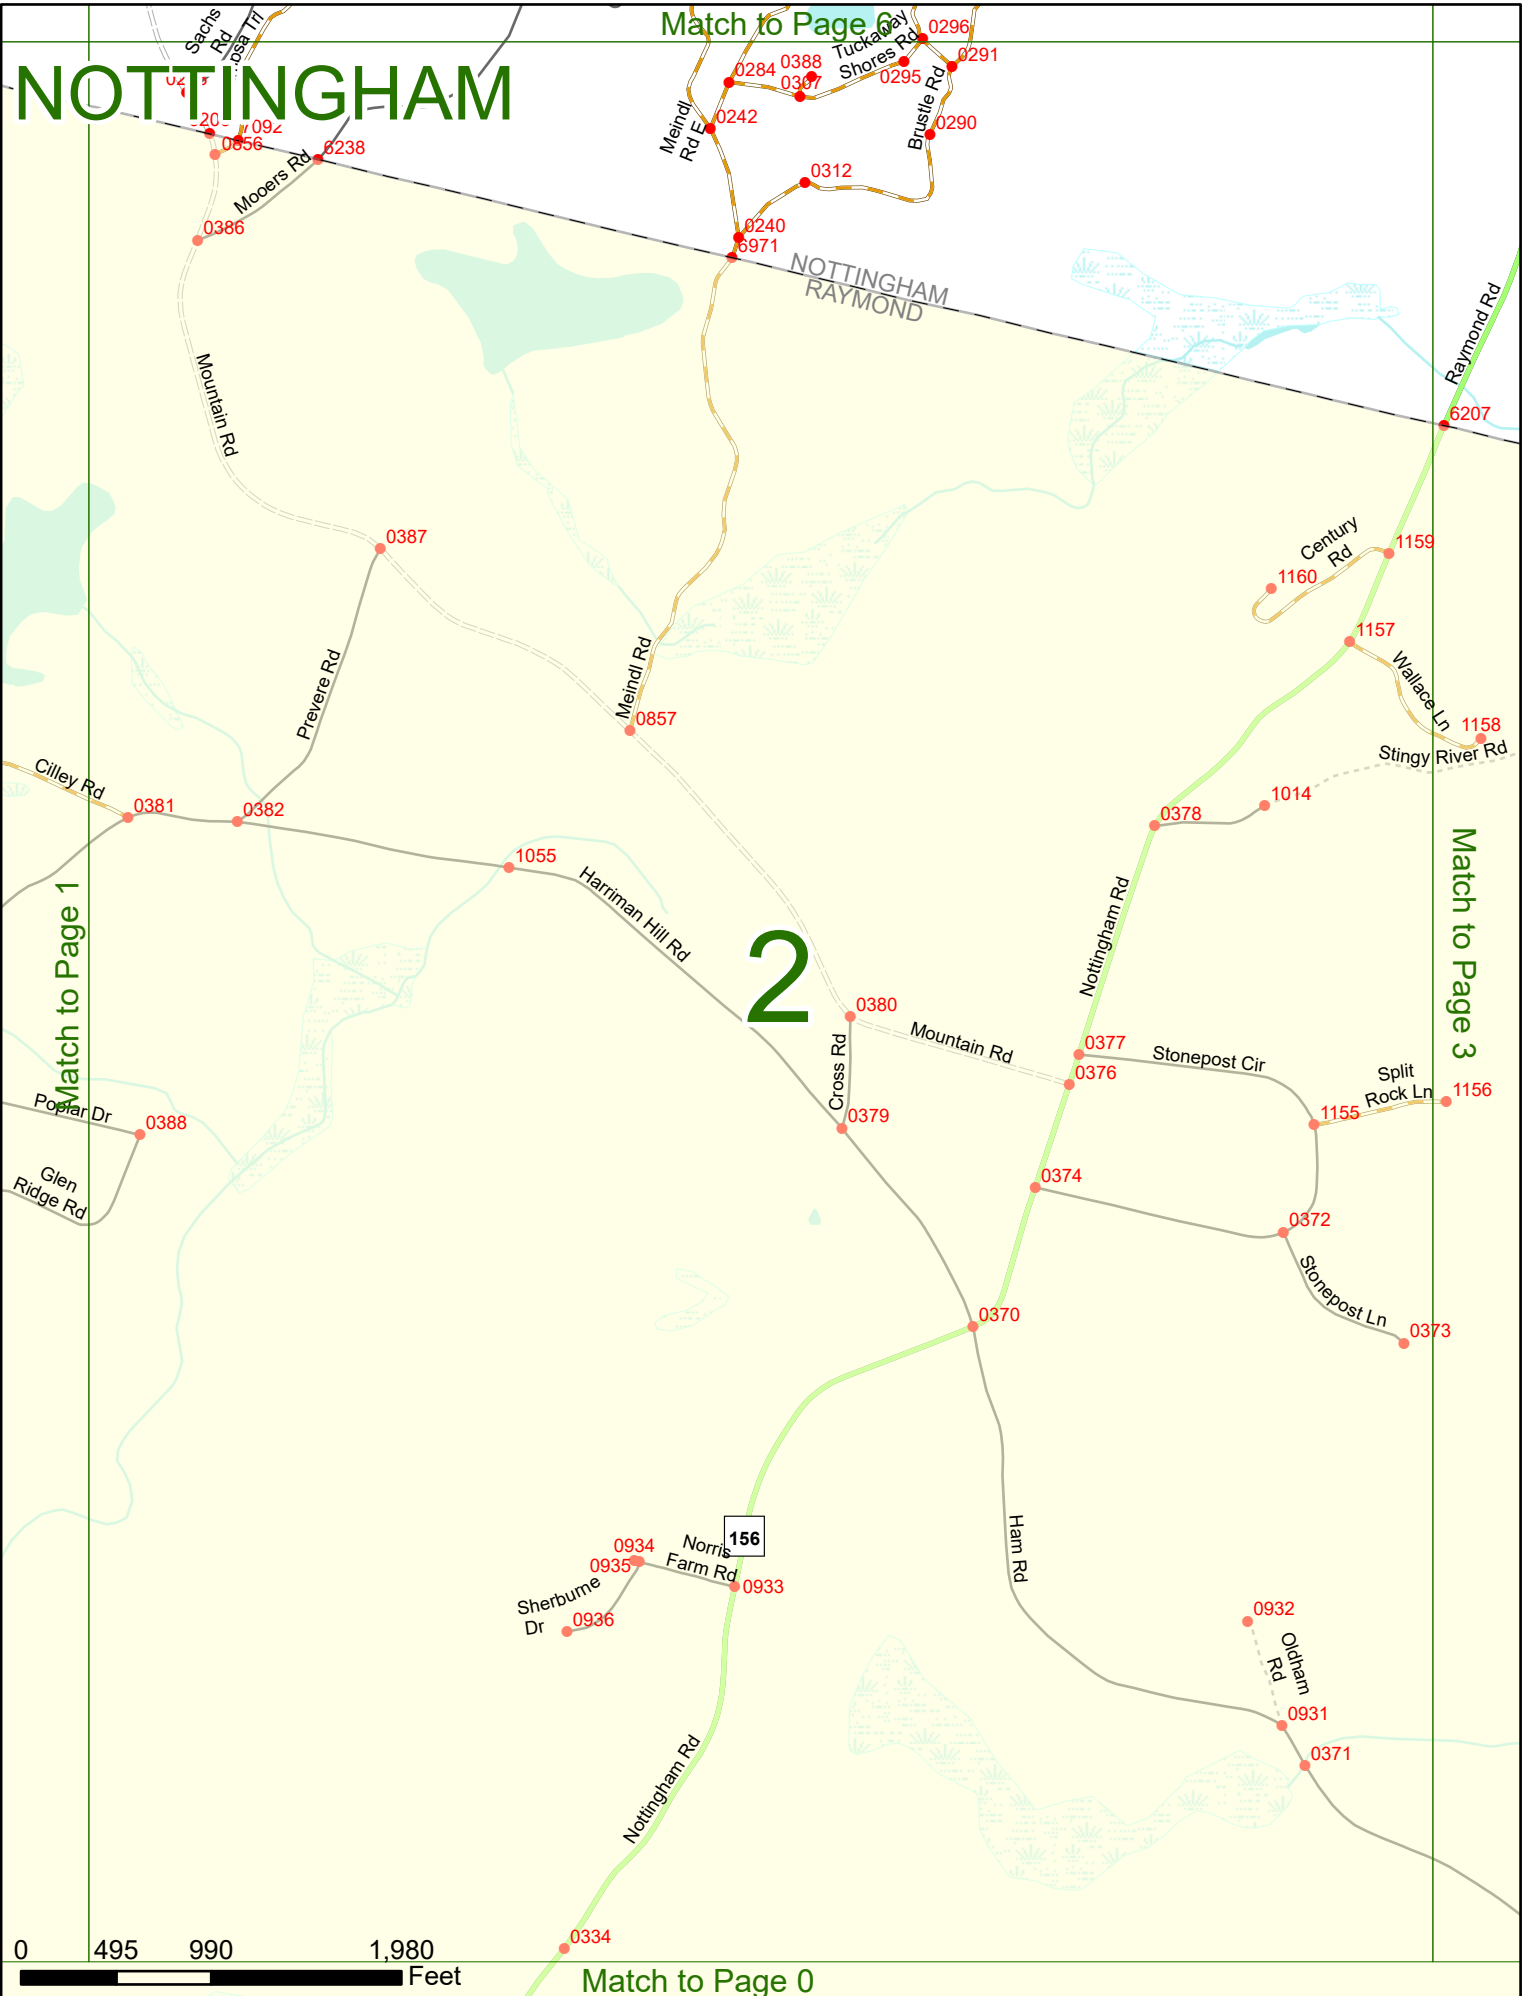 Match to Page 6
Sachs
Rd
Tuckaway
Shores Rd
0296
0291
0295
0388
0307
0284
NOTTINGHAM
Meindl
Rd E
0242
Brustle Rd
0290
7092
0856
6238
Mooers Rd
0312
0386
0240
6971
NOTTINGHAM
RAYMOND
Raymond Rd
Mountain Rd
6207
0387
Century
Rd
1159
1160
1157
Prevere Rd
Meindl Rd
0857
Wallace Ln
1158
Stingy River Rd
Cilley Rd
0381
0382
1014
0378
1055
Harriman Hill Rd
Match to Page 1
Match to Page 3
Nottingham Rd
2
0380
Mountain Rd
Cross Rd
0377
Stonepost Cir
0376
Split
Rock Ln
1156
1155
0379
Poplar Dr
0388
Glen
Ridge Rd
0374
0372
Stonepost Ln
0370
0373
156
Ham Rd
0934
0935
Norris
Farm Rd
0933
Sherburne
Dr
0936
0932
Oldham
Rd
0931
0371
Nottingham Rd
0334
0 495 990 1,980
Feet
Match to Page 0